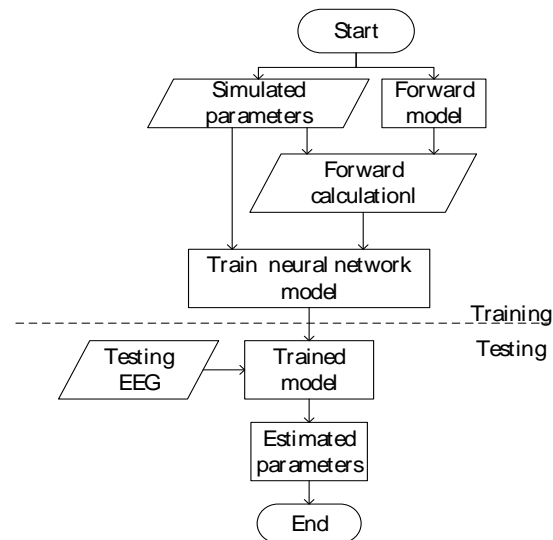 Start
Simulated
parameters
Forward
model
Forward
calculationl
Train neural network
model
Training
Testing
Testing
EEG
Trained
model
Estimated
parameters
End